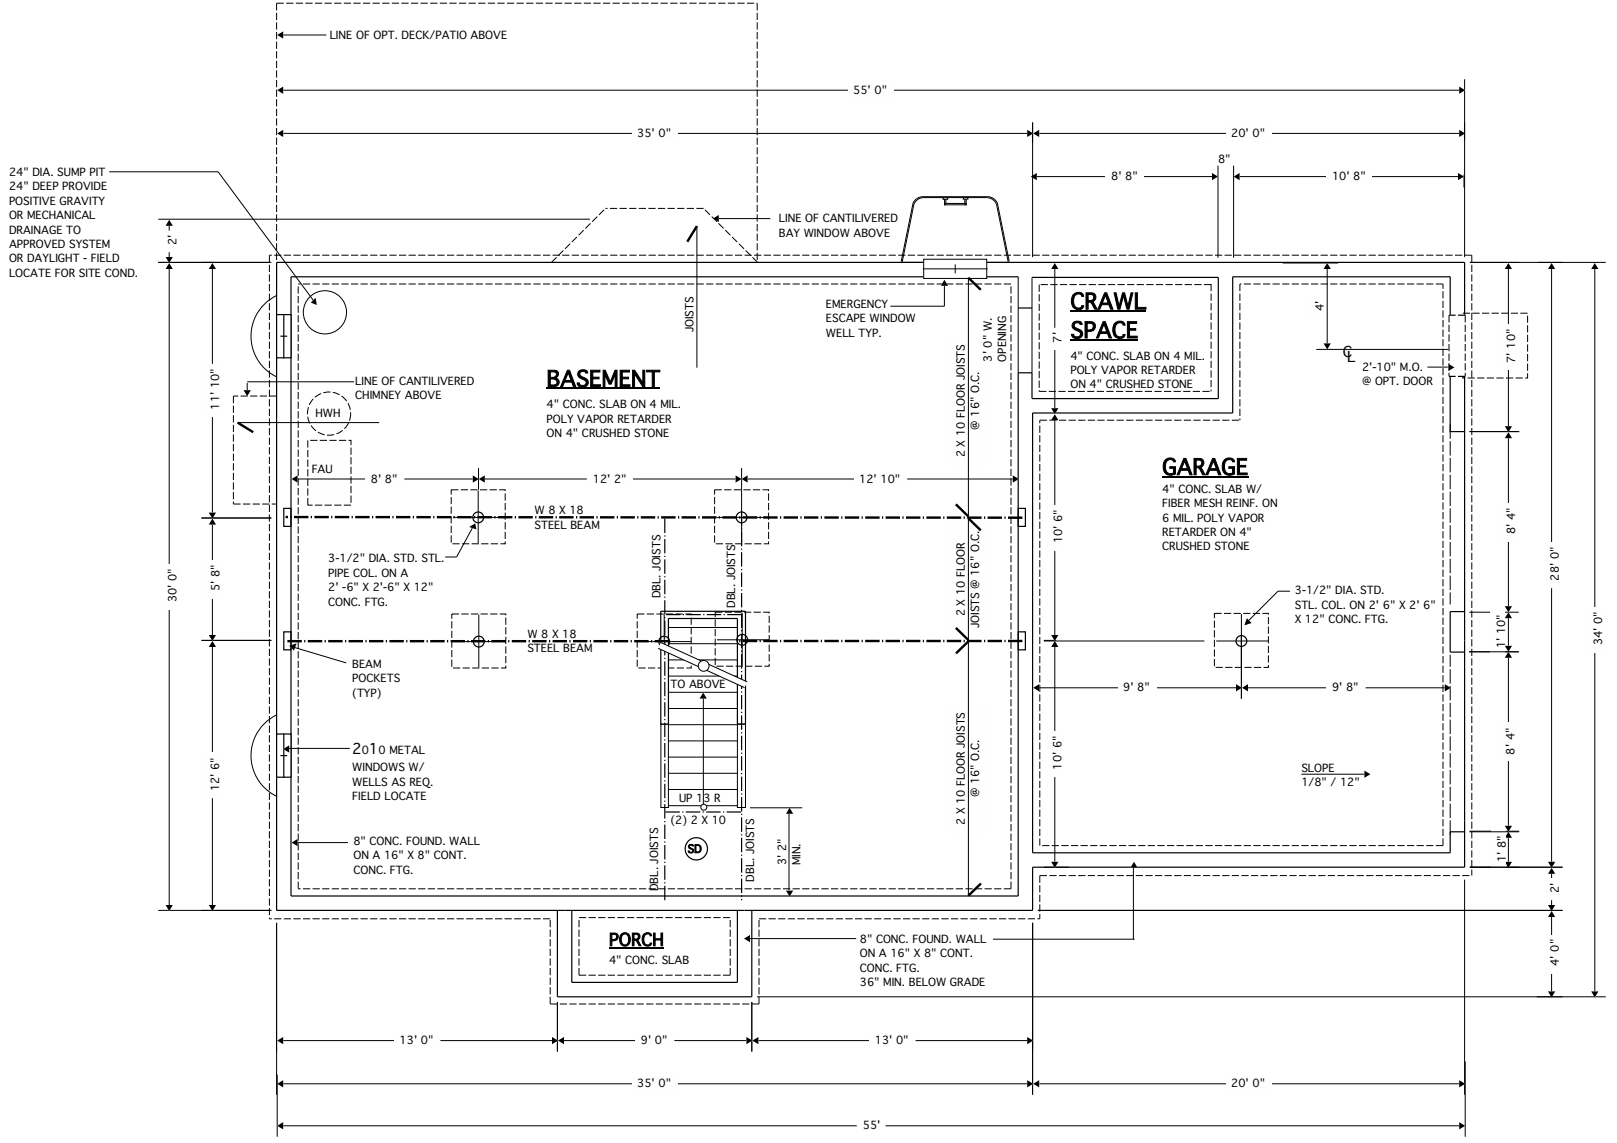 LINE OF OPT. DECK/PATIO ABOVE
55' 0"
35' 0"
20' 0"
8"
8' 8"
10' 8"
24" DIA. SUMP PIT
24" DEEP PROVIDE
POSITIVE GRAVITY
OR MECHANICAL
DRAINAGE TO
APPROVED SYSTEM
OR DAYLIGHT - FIELD
LOCATE FOR SITE COND.
2'
LINE OF CANTILIVERED
BAY WINDOW ABOVE
JOISTS
EMERGENCY
ESCAPE WINDOW
WELL TYP.
3' 0" W.
OPENING
CRAWL
SPACE
4" CONC. SLAB ON 4 MIL.
POLY VAPOR RETARDER
ON 4" CRUSHED STONE
7'
4'
CL
2'-10" M.O.
@ OPT. DOOR
7' 10"
LINE OF CANTILIVERED
CHIMNEY ABOVE
HWH
FAU
BASEMENT
4" CONC. SLAB ON 4 MIL.
POLY VAPOR RETARDER
ON 4" CRUSHED STONE
2 X 10 FLOOR JOISTS
@ 16" O.C.
11' 10"
8' 8"
12' 2"
12' 10"
GARAGE
4" CONC. SLAB W/
FIBER MESH REINF. ON
6 MIL. POLY VAPOR
RETARDER ON 4"
CRUSHED STONE
W 8 X 18
STEEL BEAM
3-1/2" DIA. STD. STL.
PIPE COL. ON A
2' -6" X 2'-6" X 12"
CONC. FTG.
DBL. JOISTS
DBL. JOISTS
2 X 10 FLOOR
JOISTS @ 16" O.C.
10' 6"
8' 4"
28' 0"
30' 0"
5' 8"
3-1/2" DIA. STD.
STL. COL. ON 2' 6" X 2' 6"
X 12" CONC. FTG.
1' 10"
34' 0"
W 8 X 18
STEEL BEAM
BEAM
POCKETS
(TYP)
TO ABOVE
9' 8"
9' 8"
2010 METAL
WINDOWS W/
WELLS AS REQ.
FIELD LOCATE
12' 6"
2 X 10 FLOOR JOISTS
@ 16" O.C.
10' 6"
8' 4"
SLOPE
1/8" / 12"
UP 13 R
(2) 2 X 10
DBL. JOISTS
SD
DBL. JOISTS
3' 2"
MIN.
8" CONC. FOUND. WALL
ON A 16" X 8" CONT.
CONC. FTG.
1' 8"
2'
PORCH
4" CONC. SLAB
8" CONC. FOUND. WALL
ON A 16" X 8" CONT.
CONC. FTG.
36" MIN. BELOW GRADE
4' 0"
13' 0"
9' 0"
13' 0"
35' 0"
20' 0"
55'